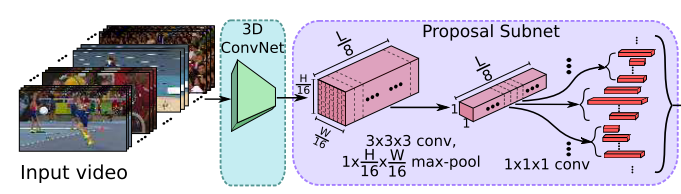 3D
ConvNet
Proposal Subnet
L/8
H/16
W/16
L/8
1
1
3x3x3 conv,
1xH/16xW/16 max-pool
1x1x1 conv
Input video